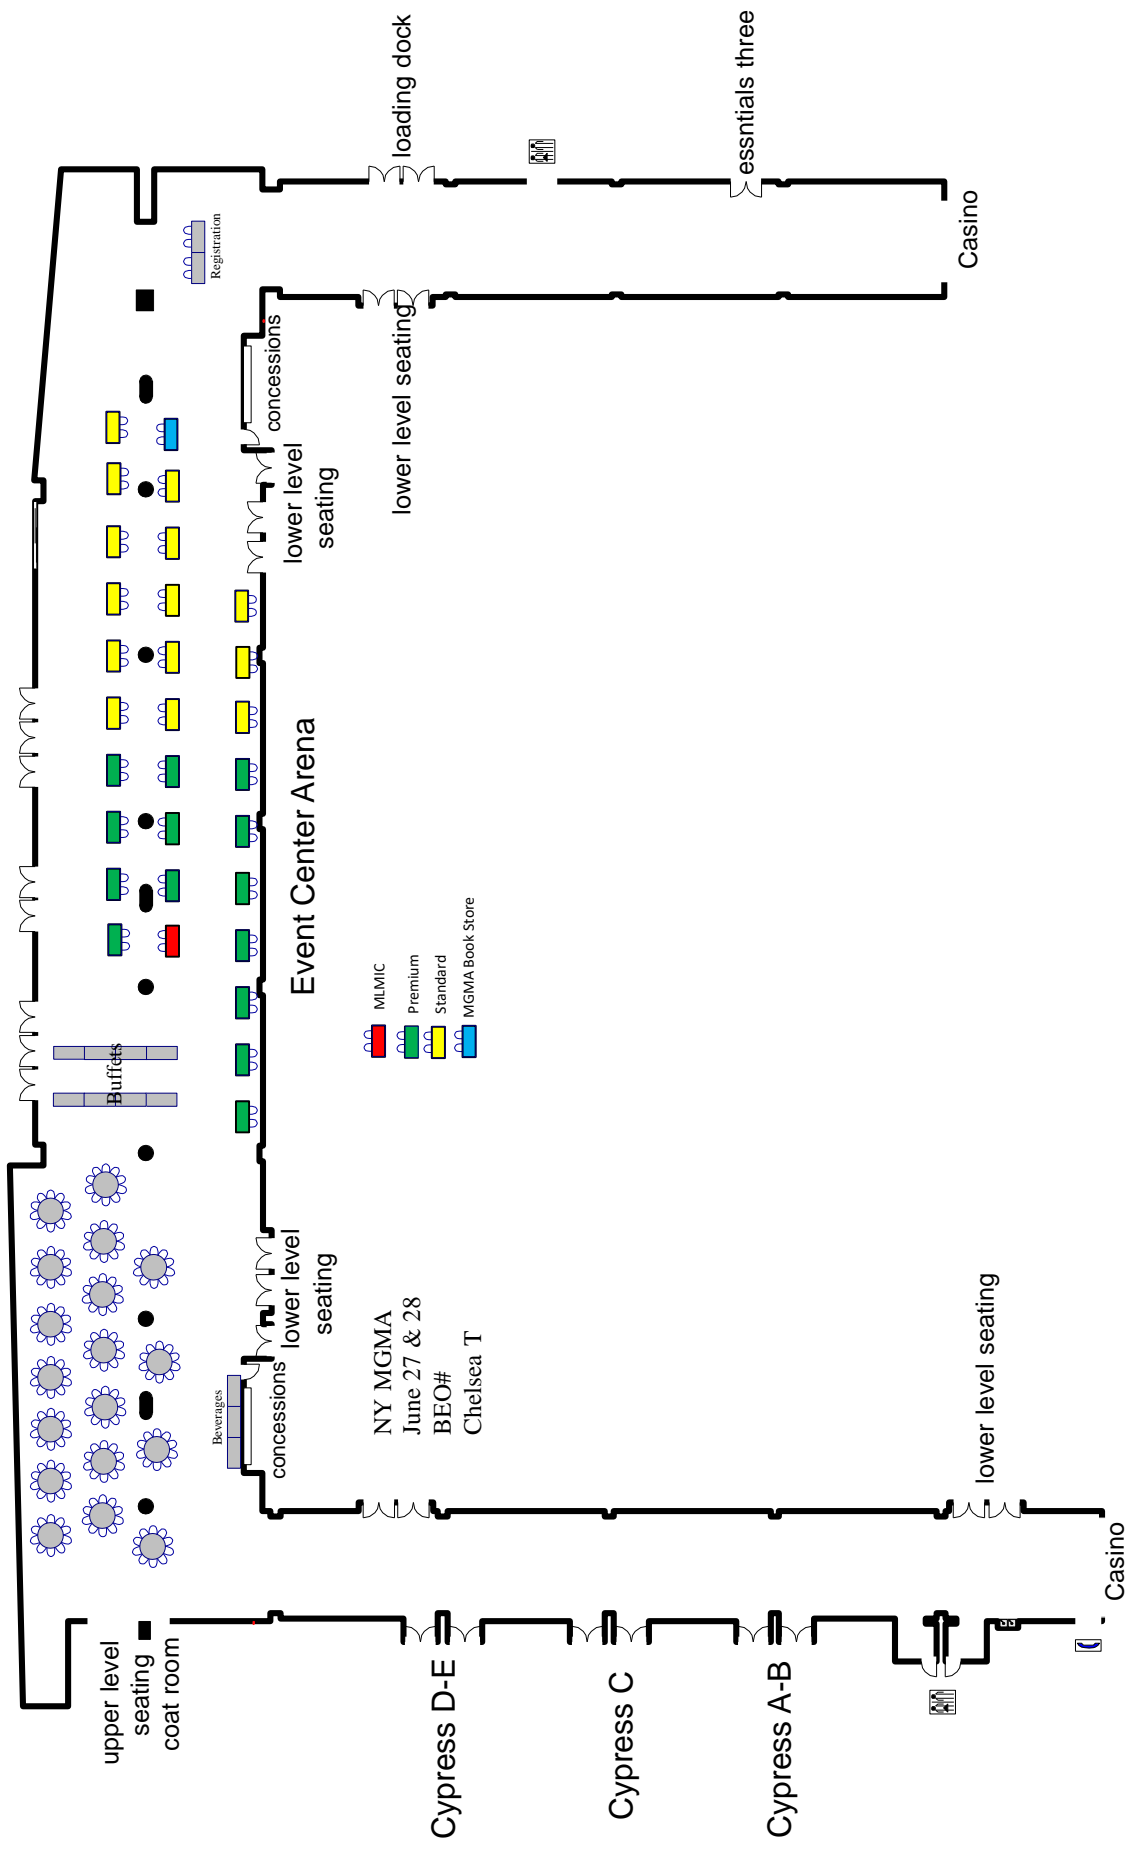 upper level
seating
coat room
Buffets
Registration
Beverages
concessions
lower level
seating
lower level
seating
concessions
Event Center Arena
NY MGMA
June 27 & 28
BEO#
Chelsea T
MLMIC
Premium
Standard
MGMA Book Store
lower level seating
loading dock
essntials three
Casino
Cypress D-E
Cypress C
Cypress A-B
lower level seating
Casino